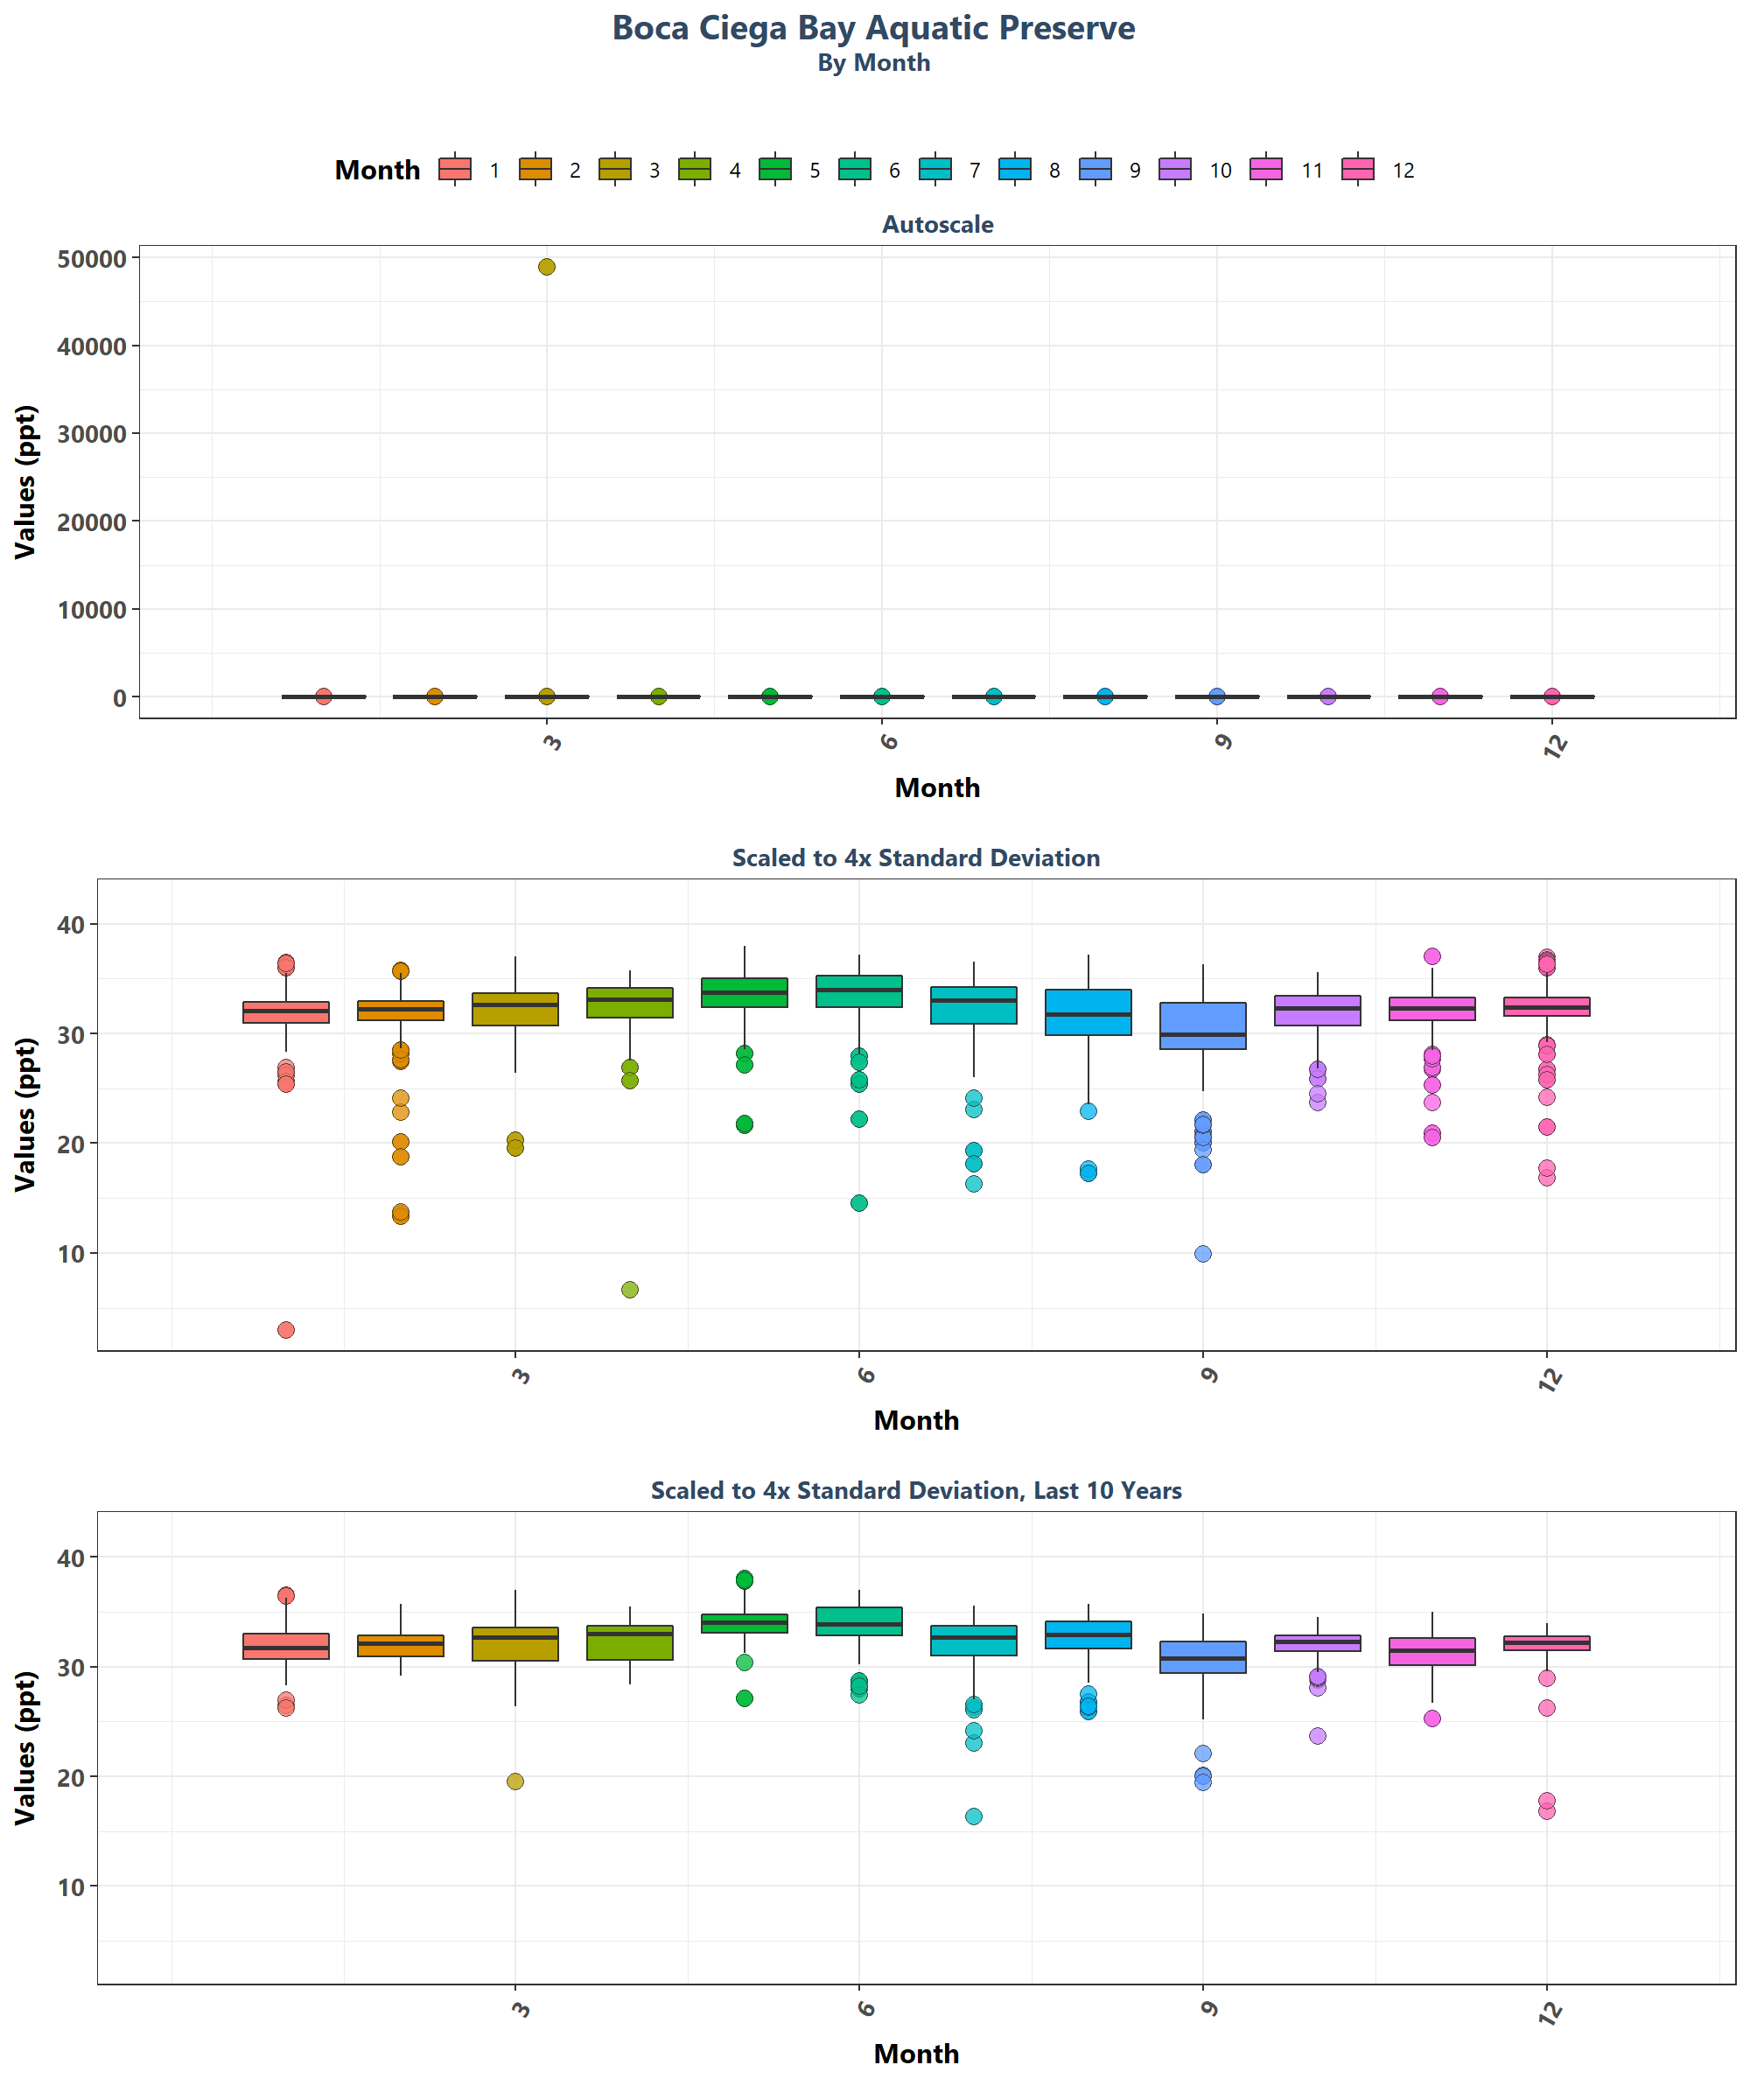 Boca Ciega Bay Aquatic Preserve
By Month
Month 1 2 3 4 5 6 7 8 9 10 11 12
Autoscale
Values (ppt)
50000
40000
30000
20000
10000
0
3 6 9 12
Month
Scaled to 4x Standard Deviation
Values (ppt)
40
30
20
10
3 6 9 12
Month
Scaled to 4x Standard Deviation, Last 10 Years
Values (ppt)
40
30
20
10
3 6 9 12
Month